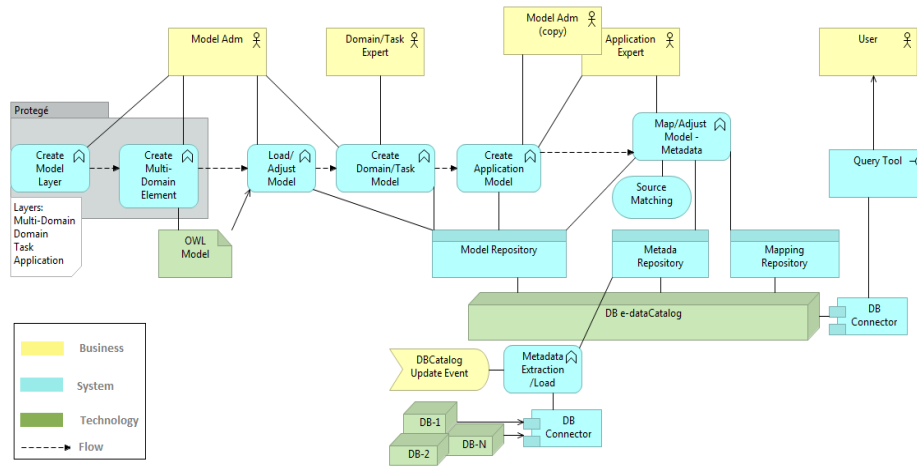 Model Adm
Domain/Task
Expert
Model Adm
(copy)
Application
Expert
User
Protegé
Create
Model
Layer
Create
Multi-
Domain
Element
Load/
Adjust
Model
Create
Domain/Task
Model
Create
Application
Model
Map/Adjust
Model -
Metadata
Query Tool
Source
Matching
Layers:
Multi-Domain
Domain
Task
Application
OWL
Model
Model Repository
Metada
Repository
Mapping
Repository
DB e-dataCatalog
DB
Connector
Business
System
Technology
Flow
DBCatalog
Update Event
Metadata
Extraction
/Load
DB-1
DB-2
DB-N
DB
Connector